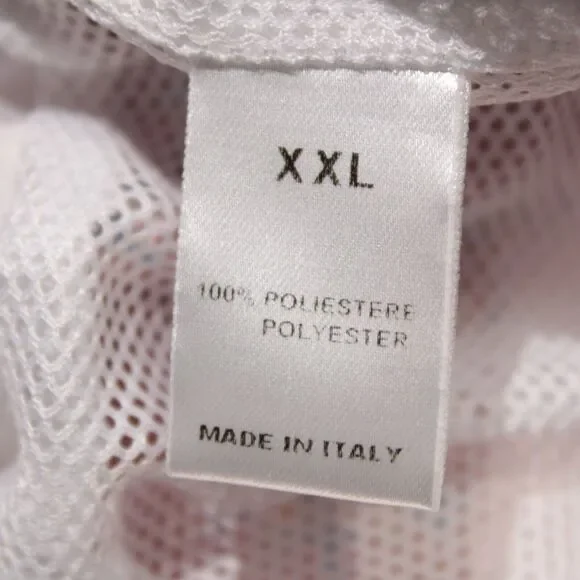 XXL
100% POLIESTERE
POLYESTER
MADE IN ITALY